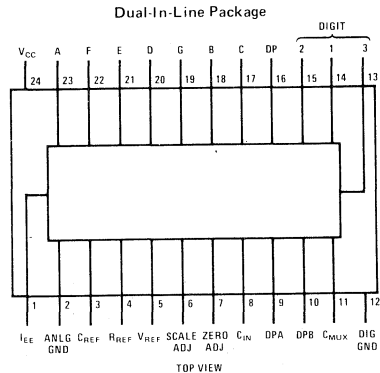 Dual-In-Line Package
DIGIT
VCC A F E D G B C DP 2 1 3
24 23 22 21 20 19 18 17 16 15 14 13
1 2 3 4 5 6 7 8 9 10 11 12
IEE ANLG GND CREF RREF VREF SCALE ADJ ZERO ADJ CIN DPA DPB CMUX DIG GND
TOP VIEW